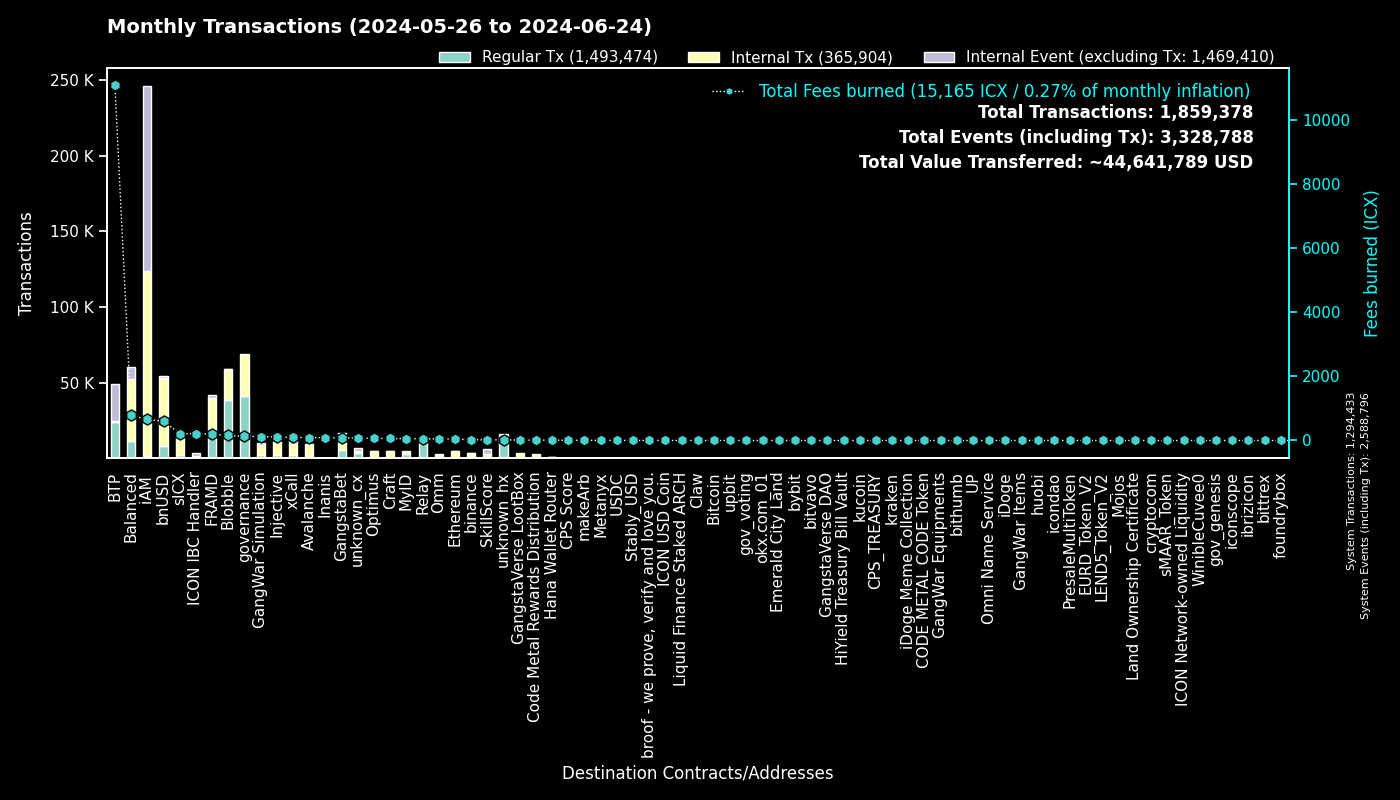 Monthly Transactions (2024-05-26 to 2024-06-24)
Regular Tx (1,493,474)
Internal Tx (365,904)
Internal Event (excluding Tx: 1,469,410)
Total Fees burned (15,165 ICX / 0.27% of monthly inflation)
Total Transactions: 1,859,378
Total Events (including Tx): 3,328,788
Total Value Transferred: ~44,641,789 USD
250 K
200 K
150 K
100 K
50 K
Transactions
10000
8000
6000
4000
2000
0
Fees burned (ICX)
System Transactions: 1,294,433
System Events (including Tx): 2,588,796
BTP
Balanced
iAM
bnUSD
sICX
ICON IBC Handler
FRAMD
Blobble
governance
GangWar Simulation
Injective
xCall
Avalanche
Inanis
GangstaBet
unknown_cx
Optimus
Craft
MyID
Relay
Omm
Ethereum
binance
SkillScore
unknown_hx
GangstaVerse LootBox
Code Metal Rewards Distribution
Hana Wallet Router
CPS Score
makeArb
Metanyx
USDC
Stably_USD
broof - we prove, verify and love you.
ICON USD Coin
Liquid Finance Staked ARCH
Claw
Bitcoin
upbit
gov_voting
okx.com_01
Emerald City Land
bybit
bitvavo
GangstaVerse DAO
HiYield Treasury Bill Vault
kucoin
CPS_TREASURY
kraken
iDoge Meme Collection
CODE METAL CODE Token
GangWar Equipments
bithumb
UP
Omni Name Service
iDoge
GangWar Items
huobi
icondao
PresaleMultiToken
EURD_Token_V2
LEND5_Token_V2
Mojos
Land Ownership Certificate
cryptocom
sMAAR_Token
ICON Network-owned Liquidity
WinibleCuvee0
gov_genesis
iconscope
ibrizicon
bittrex
foundrybox
Destination Contracts/Addresses